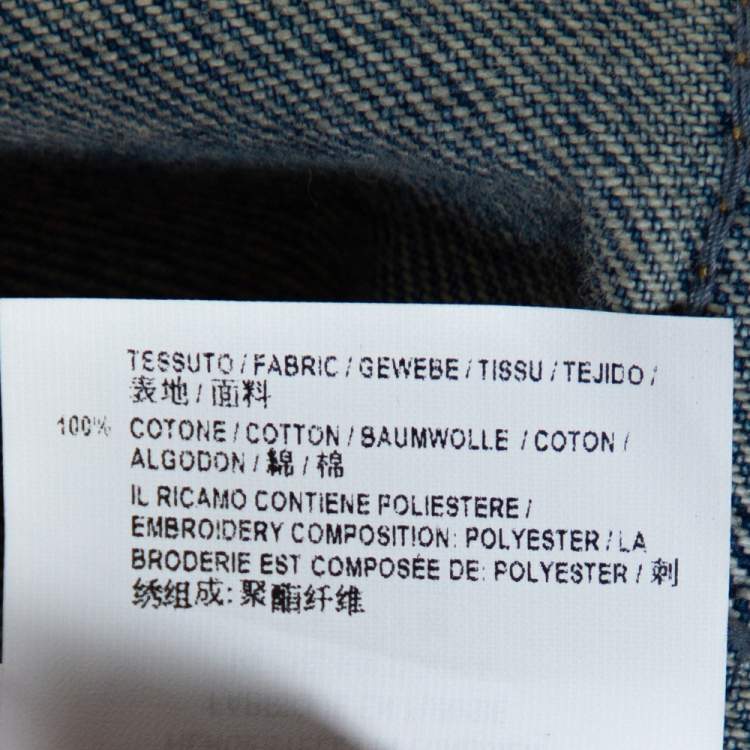 TESSUTO / FABRIC / GEWEBE / TISSU / TEJIDO /
表地 / 面料
100% COTONE / COTTON / BAUMWOLLE / COTON /
ALGODON / 綿 / 棉
IL RICAMO CONTIENE POLIESTERE /
EMBROIDERY COMPOSITION: POLYESTER / LA
BRODERIE EST COMPOSÉE DE: POLYESTER / 刺
绣组成: 聚酯纤维